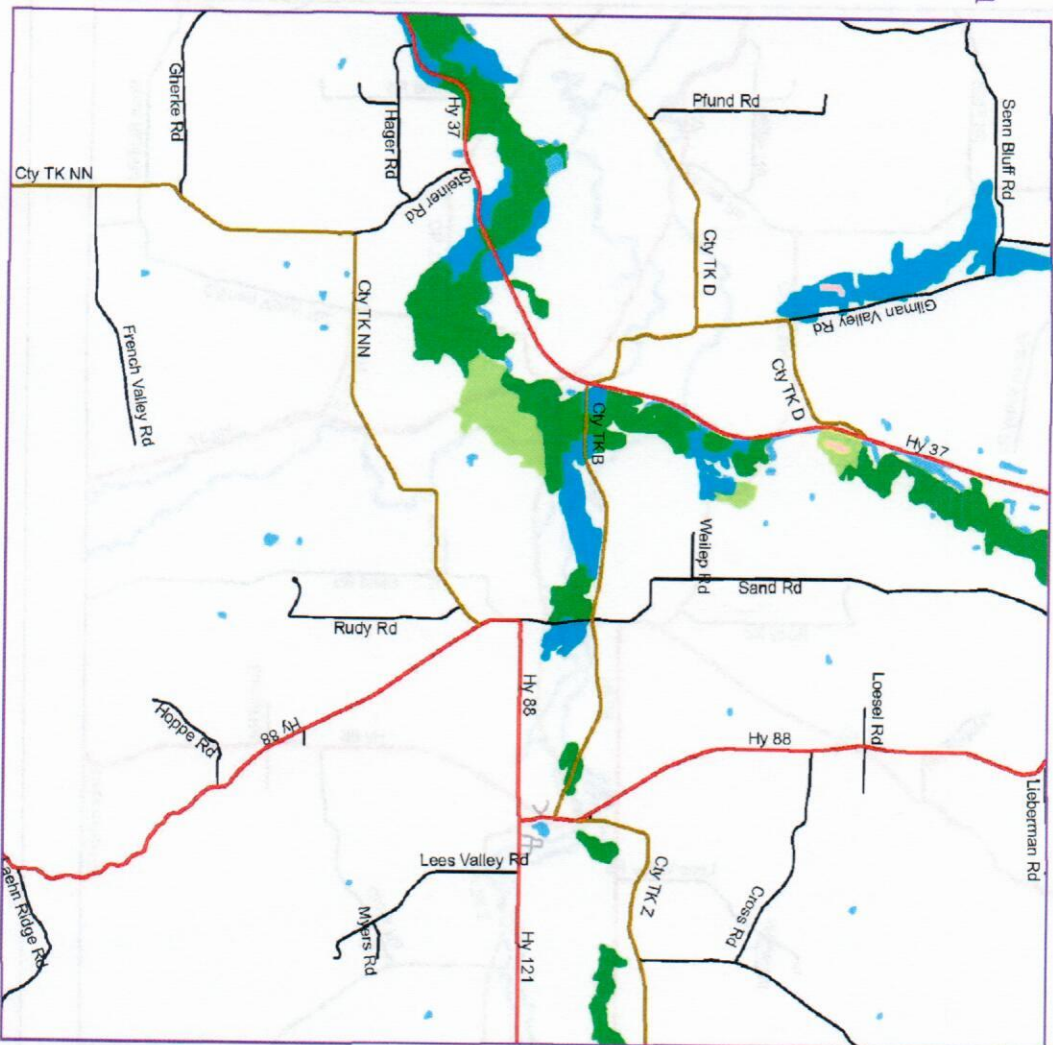 Senn Bluff Rd
Pfund Rd
Gherke Rd
Hager Rd
Hy 37
Cty TK NN
Steiner Rd
Cty TK D
Gilman Valley Rd
French Valley Rd
Cty TK NN
Cty TK D
Cty TK B
Hy 37
Weilep Rd
Sand Rd
Rudy Rd
Hy 88
Loesel Rd
Hoppe Rd
Hy 88
Hy 88
Lieberman Rd
Lees Valley Rd
Cty TK Z
Cross Rd
Myers Rd
Hy 121
aehn Ridge Rd